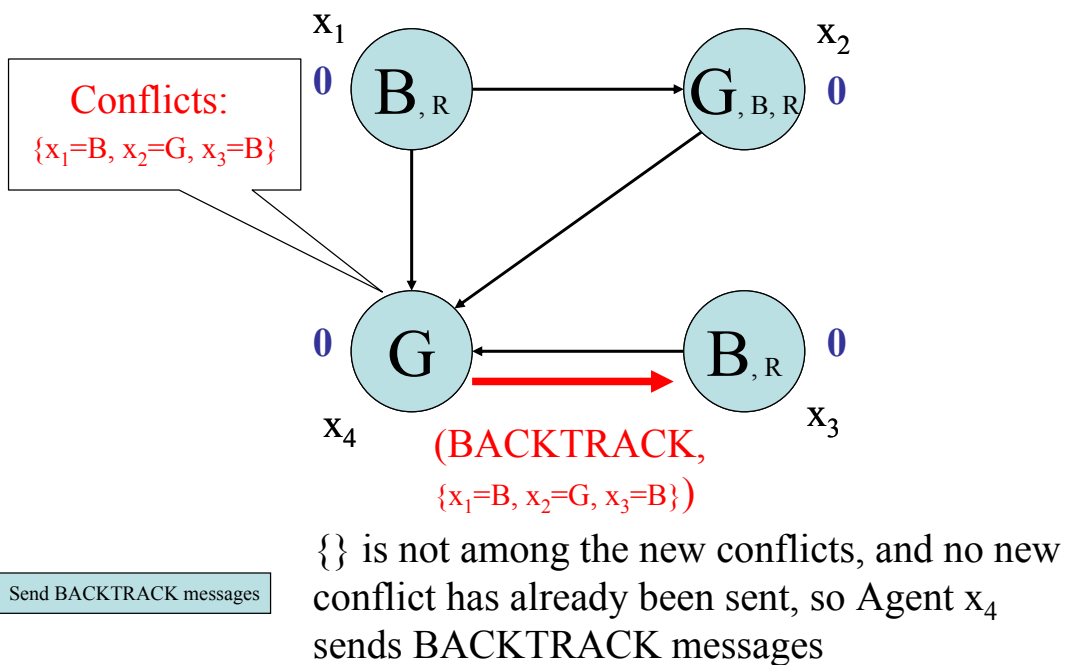 x₁
x₂
0
B, R
G, B, R
0
Conflicts:
{x₁=B, x₂=G, x₃=B}
0
G
B, R
0
x₄
x₃
(BACKTRACK,
{x₁=B, x₂=G, x₃=B})
{} is not among the new conflicts, and no new
conflict has already been sent, so Agent x₄
sends BACKTRACK messages
Send BACKTRACK messages